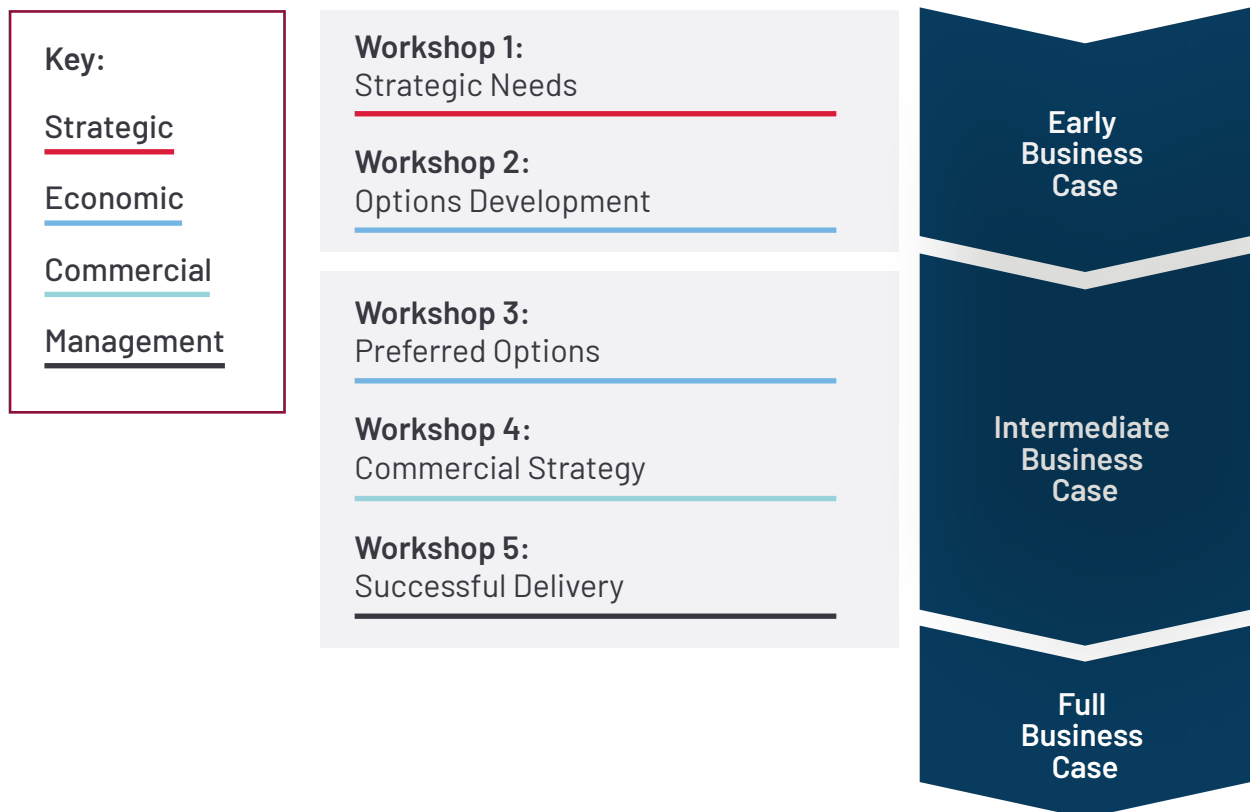 Key:
Strategic
Economic
Commercial
Management
Workshop 1:
Strategic Needs
Workshop 2:
Options Development
Workshop 3:
Preferred Options
Workshop 4:
Commercial Strategy
Workshop 5:
Successful Delivery
Early
Business
Case
Intermediate
Business
Case
Full
Business
Case